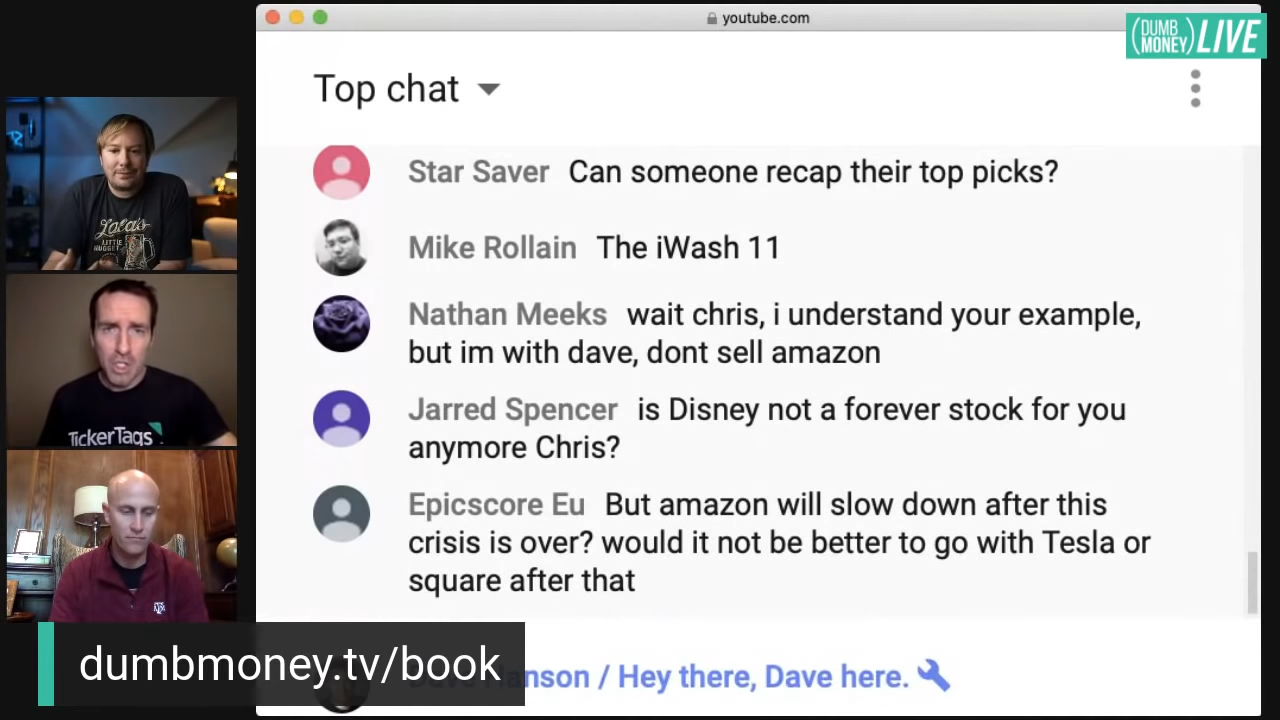 youtube.com
(DUMB MONEY) LIVE
Top chat
Star Saver Can someone recap their top picks?
Mike Rollain The iWash 11
Nathan Meeks wait chris, i understand your example,
but im with dave, dont sell amazon
Jarred Spencer is Disney not a forever stock for you
anymore Chris?
Epicscore Eu But amazon will slow down after this
crisis is over? would it not be better to go with Tesla or
square after that
/ Hey there, Dave here.
Lala's
LITTLE
NUGGET
TickerTags
dumbmoney.tv/book